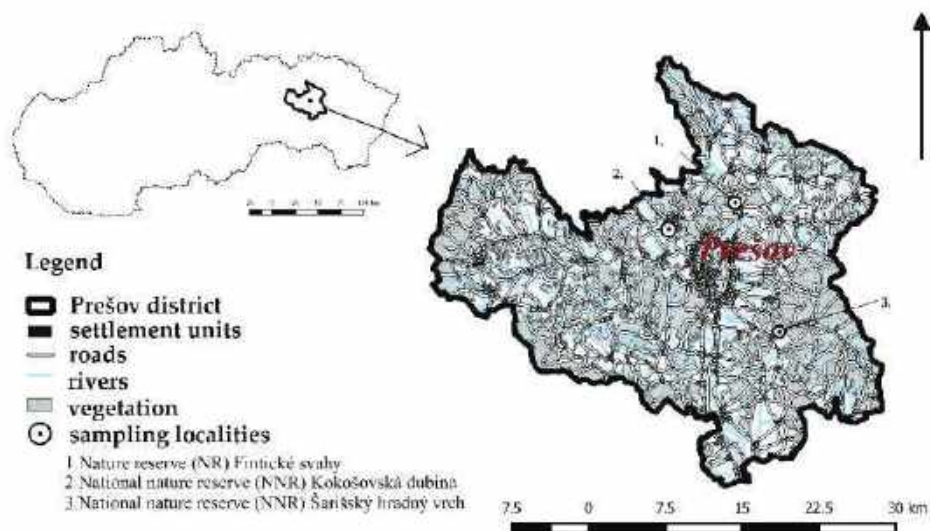 1.
2.
Prešov
3.
Legend
Prešov district
settlement units
roads
rivers
vegetation
sampling localities
1 Nature reserve (NR) Fintické svahy
2 National nature reserve (NNR) Kokošovská dubina
3 National nature reserve (NNR) Šarišský hradný vrch
7.5 0 7.5 15 22.5 30 km